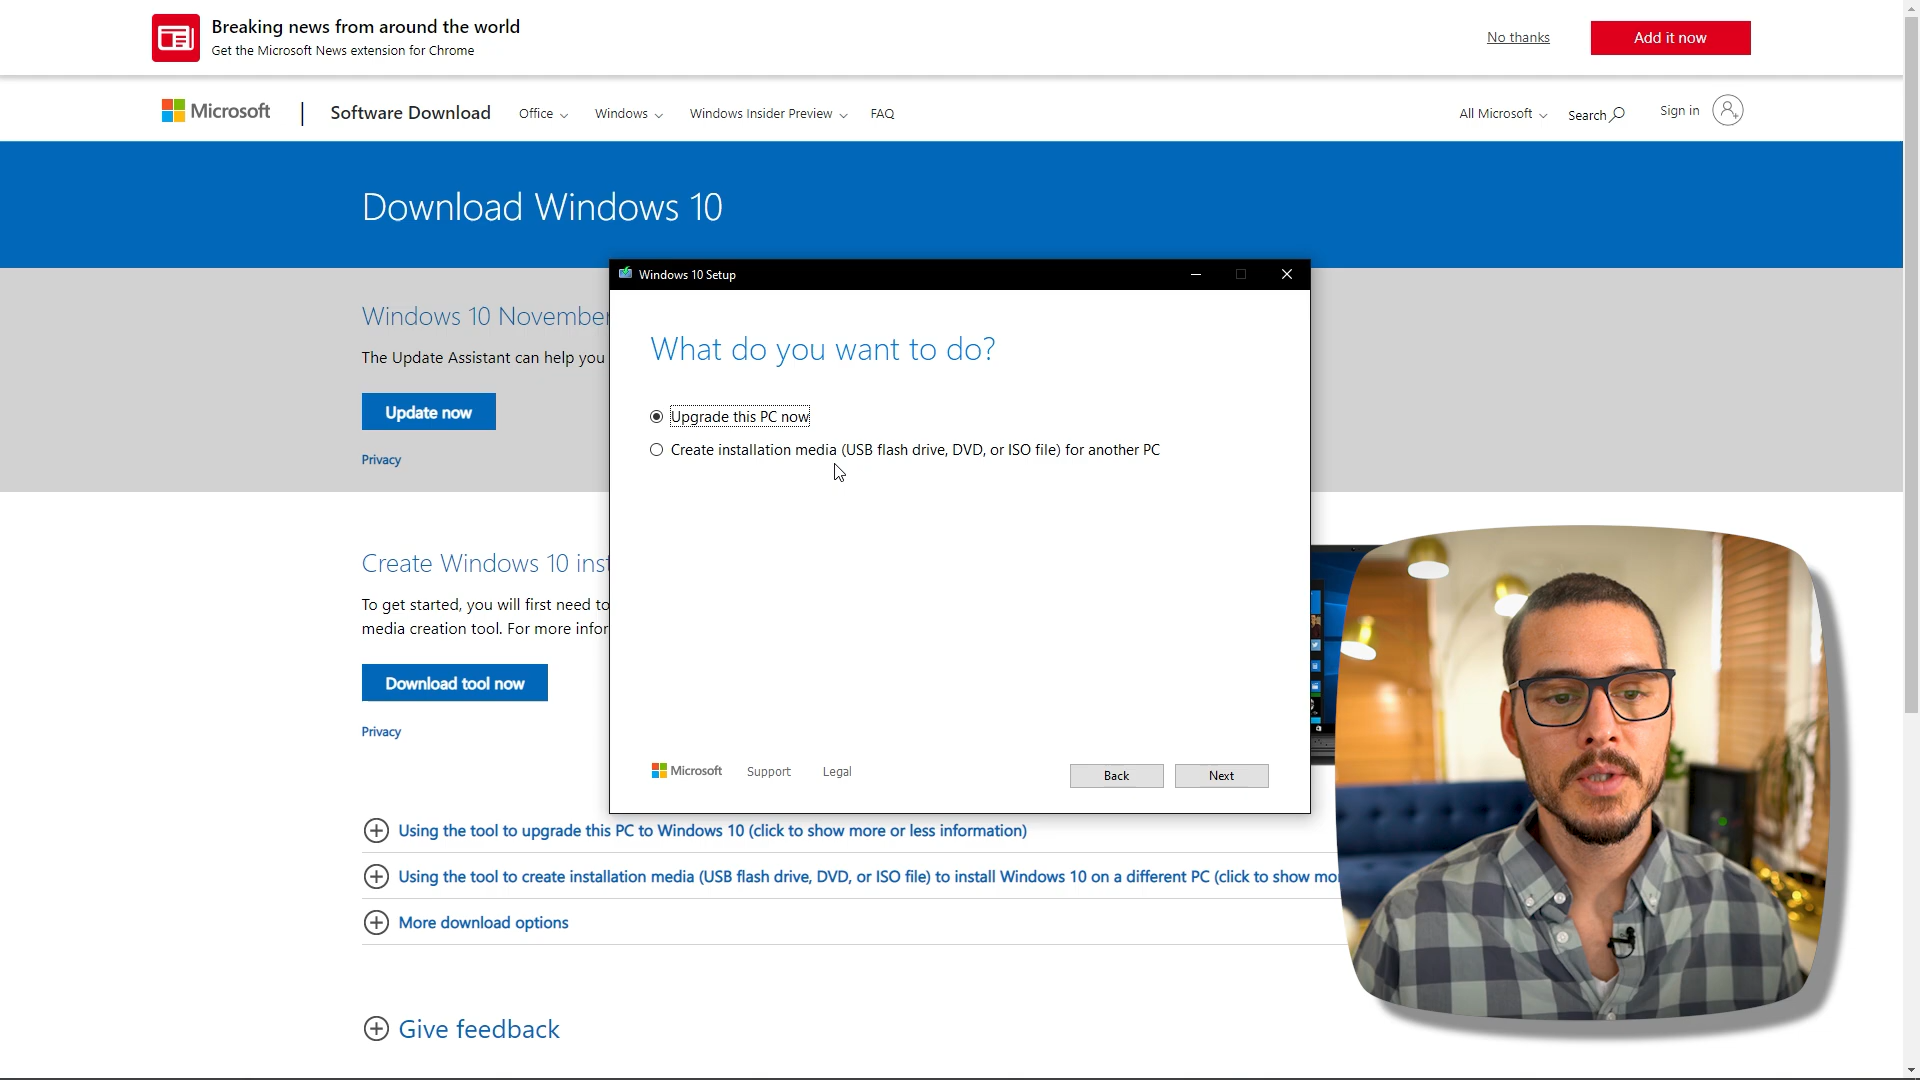 Breaking news from around the world
Get the Microsoft News extension for Chrome
No thanks
Add it now
Microsoft
Software Download
Office
Windows
Windows Insider Preview
FAQ
All Microsoft
Search
Sign in
Download Windows 10
Windows 10 November
The Update Assistant can help you
Update now
Privacy
Create Windows 10 inst
To get started, you will first need to
media creation tool. For more infor
Download tool now
Privacy
Windows 10 Setup
What do you want to do?
Upgrade this PC now
Create installation media (USB flash drive, DVD, or ISO file) for another PC
Microsoft
Support
Legal
Back
Next
Using the tool to upgrade this PC to Windows 10 (click to show more or less information)
Using the tool to create installation media (USB flash drive, DVD, or ISO file) to install Windows 10 on a different PC (click to show mo
More download options
Give feedback